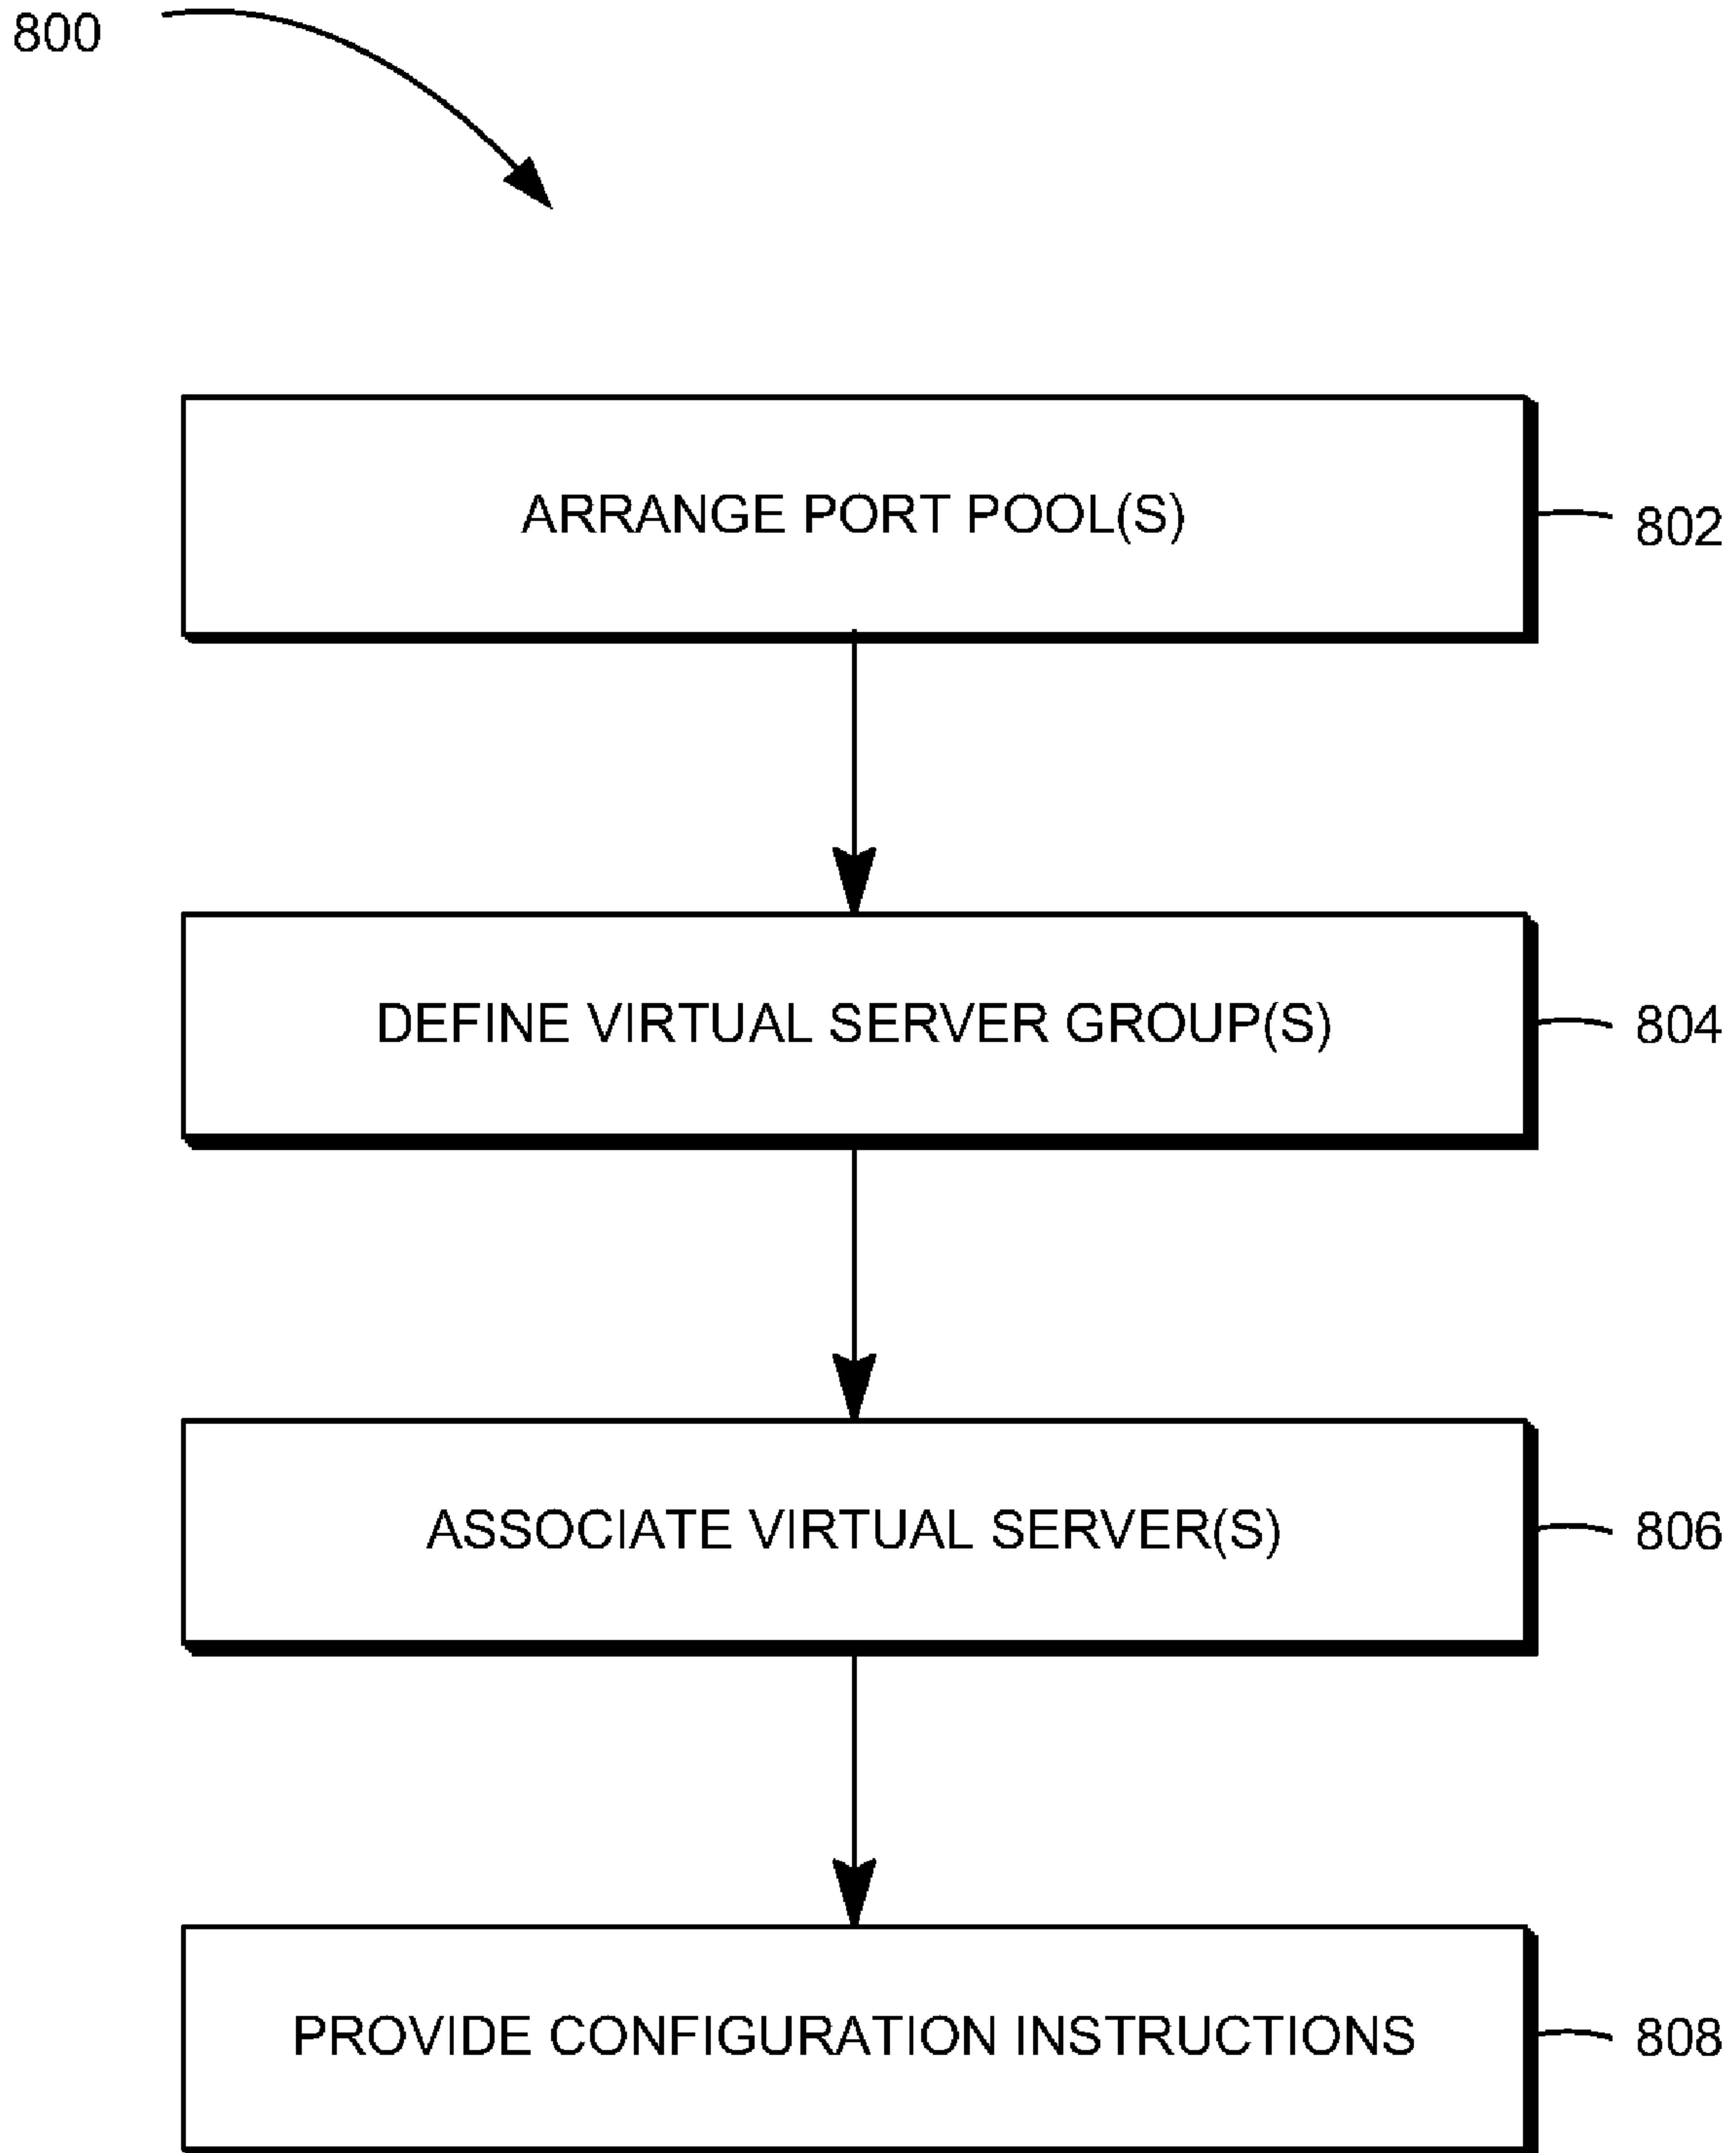 800
ARRANGE PORT POOL(S)
802
DEFINE VIRTUAL SERVER GROUP(S)
804
ASSOCIATE VIRTUAL SERVER(S)
806
PROVIDE CONFIGURATION INSTRUCTIONS
808